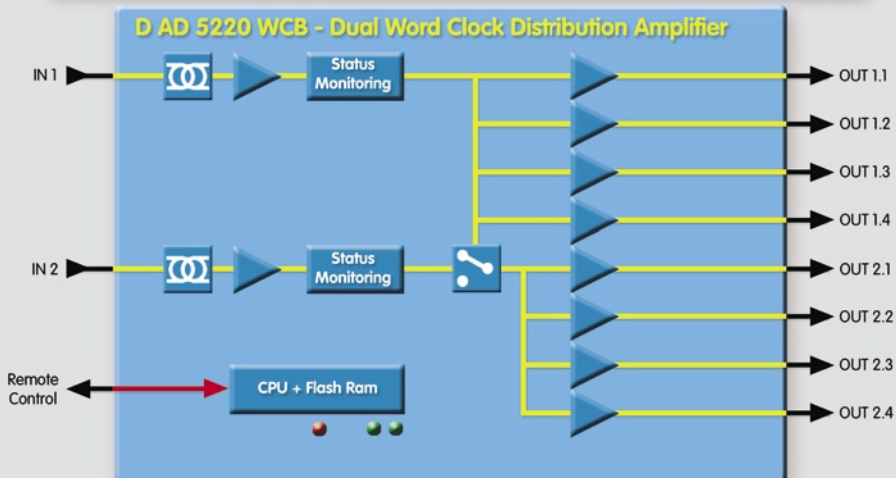 D AD 5220 WCB - Dual Word Clock Distribution Amplifier
IN 1
Status
Monitoring
OUT 1.1
OUT 1.2
OUT 1.3
OUT 1.4
IN 2
Status
Monitoring
OUT 2.1
OUT 2.2
OUT 2.3
OUT 2.4
Remote
Control
CPU + Flash Ram